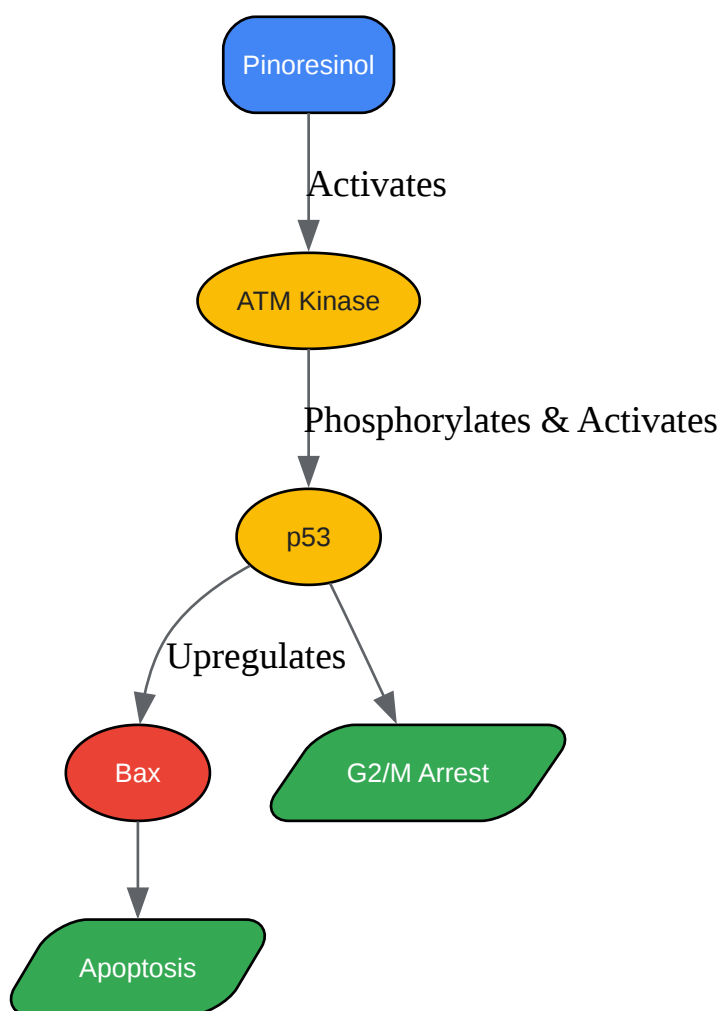 Pinoresinol
Activates
ATM Kinase
Phosphorylates & Activates
p53
Upregulates
Bax
G2/M Arrest
Apoptosis